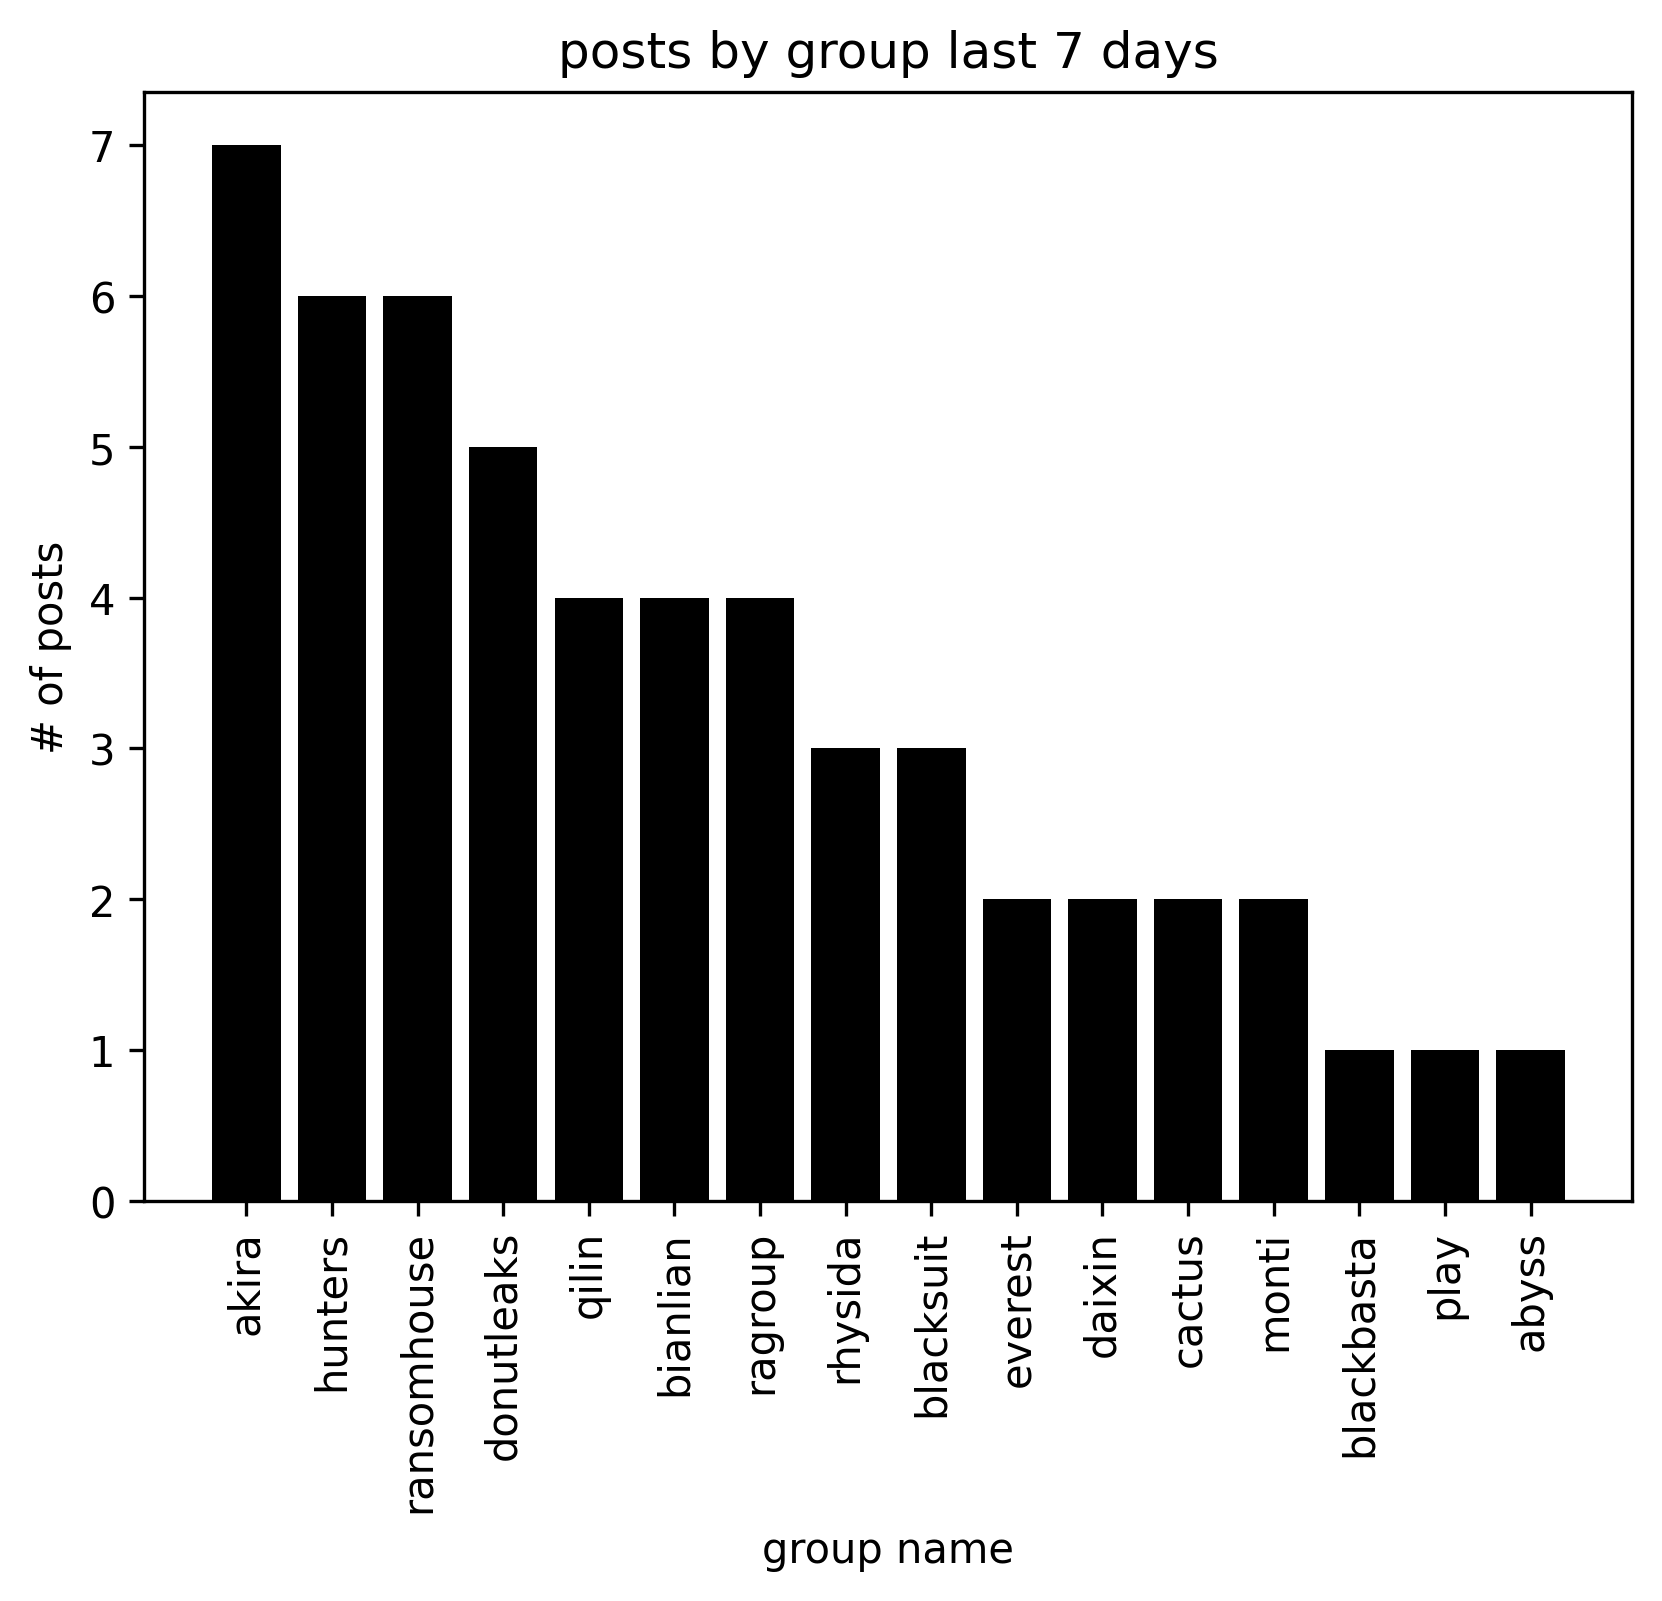 posts by group last 7 days
# of posts
7
6
5
4
3
2
1
0
akira
hunters
ransomhouse
donutleaks
qilin
bianlian
ragroup
rhysida
blacksuit
everest
daixin
cactus
monti
blackbasta
play
abyss
group name